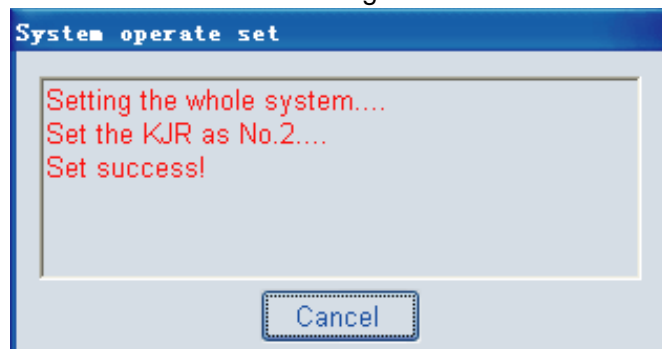 System operate set
Setting the whole system....
Set the KJR as No.2....
Set success!
Cancel